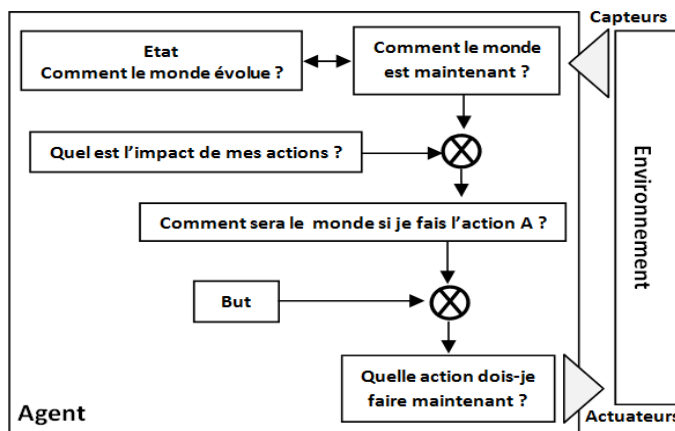 Capteurs
Etat
Comment le monde évolue ?
Comment le monde
est maintenant ?
Environnement
Quel est l’impact de mes actions ?
Comment sera le monde si je fais l’action A ?
But
Quelle action dois-je
faire maintenant ?
Agent
Actuateurs